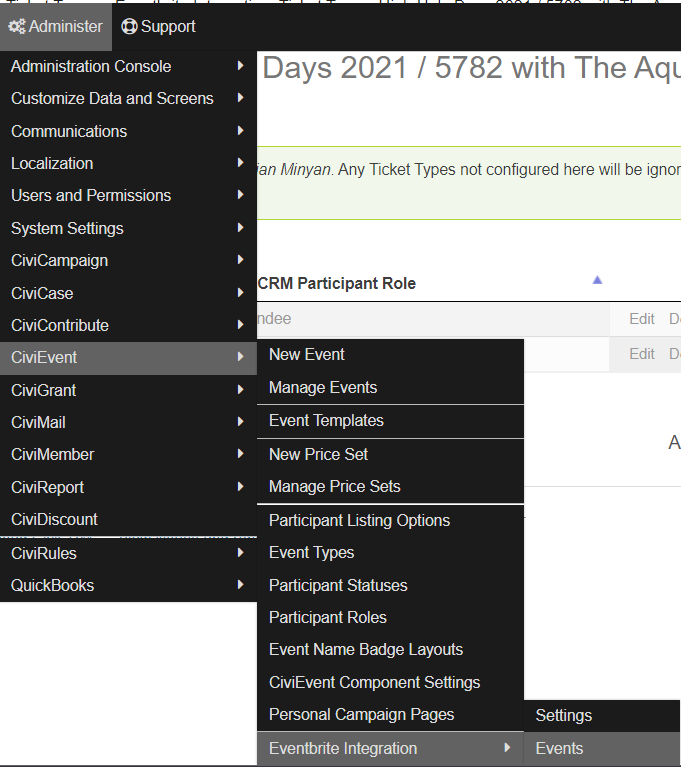 Administer
Support
Administration Console
Days 2021 / 5782 with The Aqu
Customize Data and Screens
Communications
Localization
ian Minyan. Any Ticket Types not configured here will be ignor
Users and Permissions
System Settings
CiviCampaign
CiviCase
CRM Participant Role
CiviContribute
ndee
Edit
De
CiviEvent
New Event
Edit
De
CiviGrant
Manage Events
CiviMail
Event Templates
A
CiviMember
New Price Set
CiviReport
Manage Price Sets
CiviDiscount
Participant Listing Options
CiviRules
Event Types
QuickBooks
Participant Statuses
Participant Roles
Event Name Badge Layouts
CiviEvent Component Settings
Personal Campaign Pages
Settings
Eventbrite Integration
Events